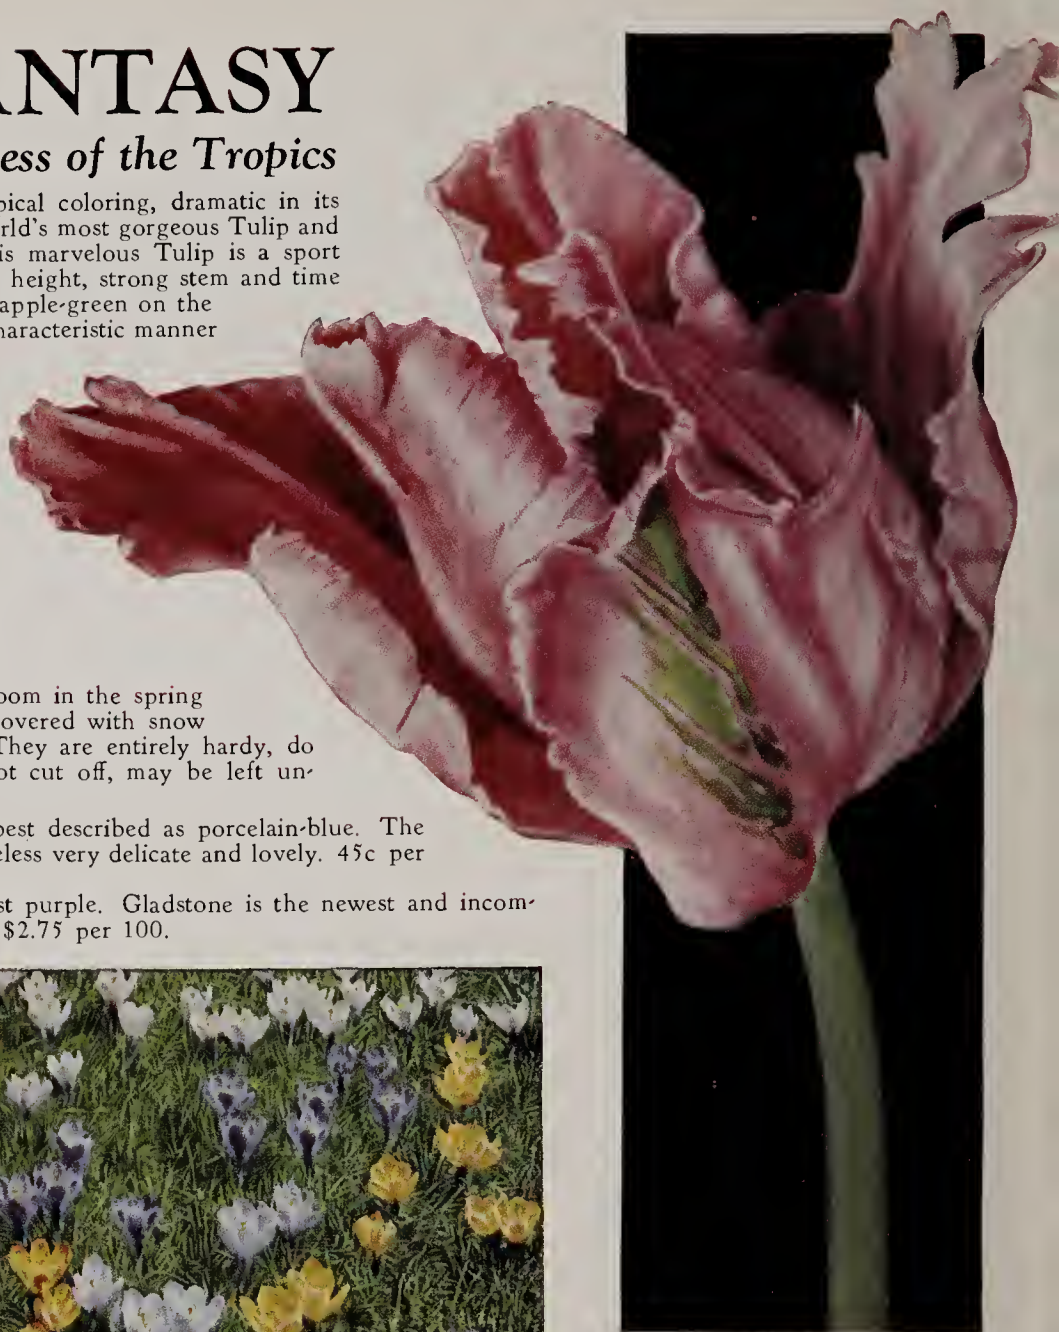 ANTASY
ess of the Tropics
pical coloring, dramatic in its
rld's most gorgeous Tulip and
is marvelous Tulip is a sport
height, strong stem and time
apple-green on the
haracteristic manner
oom in the spring
overed with snow
They are entirely hardy, do
ot cut off, may be left un-
best described as porcelain-blue. The
eless very delicate and lovely. 45c per
st purple. Gladstone is the newest and incom-
$2.75 per 100.